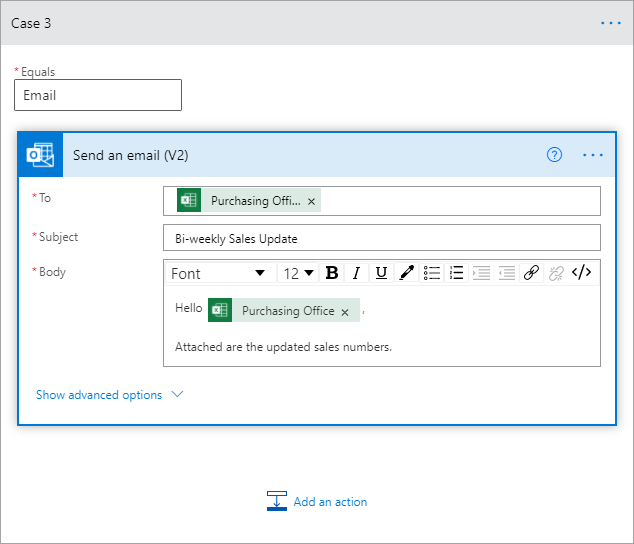 Case 3
* Equals
Email
Send an email (V2)
* To
Purchasing Offi... ×
* Subject
Bi-weekly Sales Update
* Body
Font 12 B I U
Hello Purchasing Office × ,
Attached are the updated sales numbers.
Show advanced options
Add an action